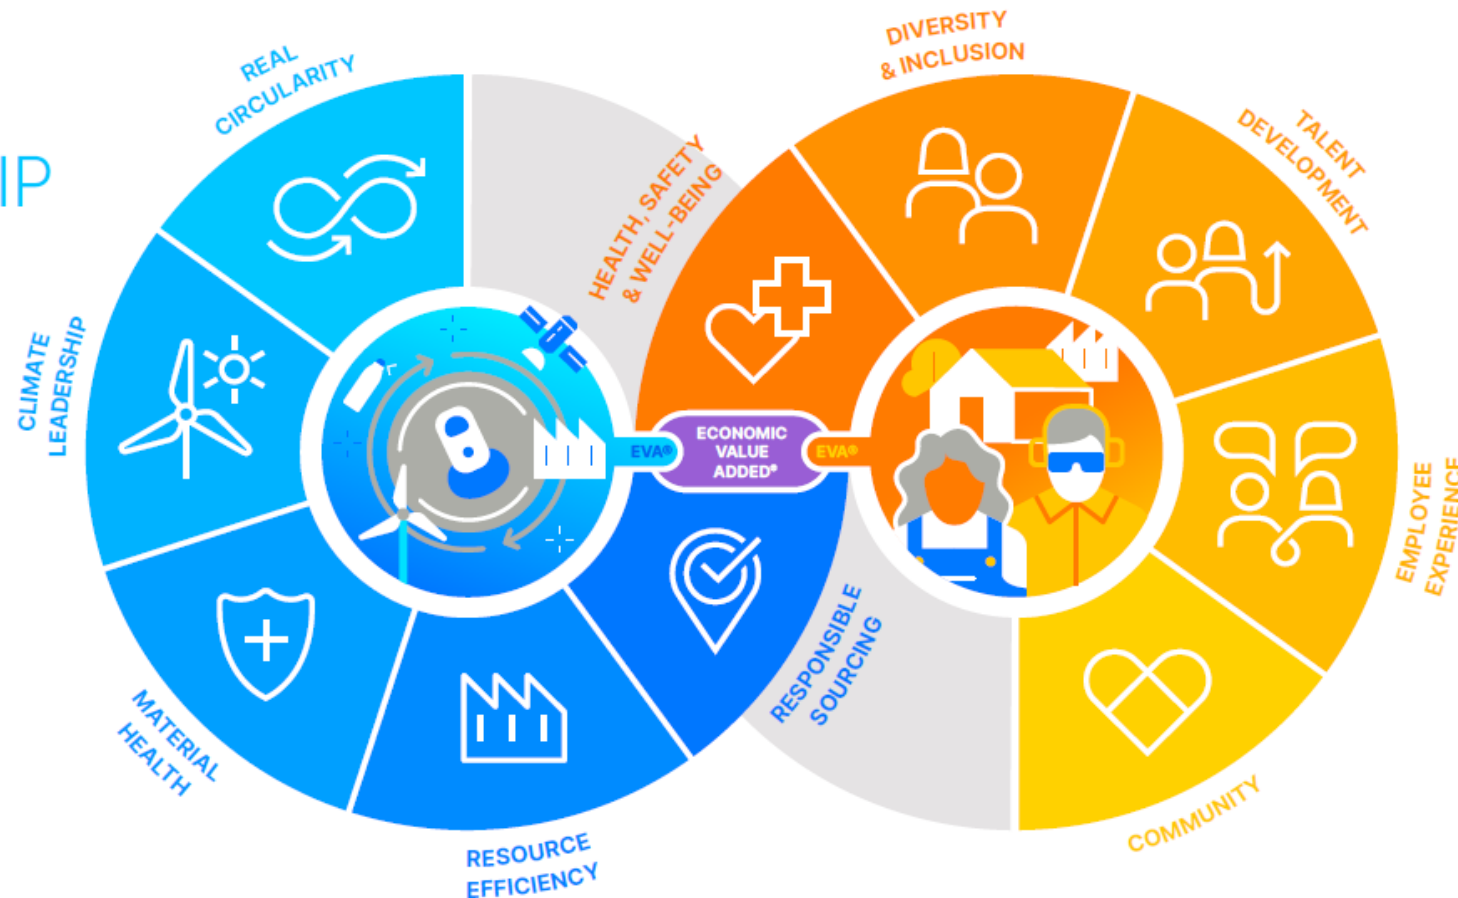 IP
REAL
CIRCULARITY
CLIMATE
LEADERSHIP
MATERIAL
HEALTH
RESOURCE
EFFICIENCY
RESPONSIBLE
SOURCING
EVA®
ECONOMIC
VALUE
ADDED®
EVA®
HEALTH, SAFETY
& WELL-BEING
DIVERSITY
& INCLUSION
TALENT
DEVELOPMENT
EMPLOYEE
EXPERIENCE
COMMUNITY